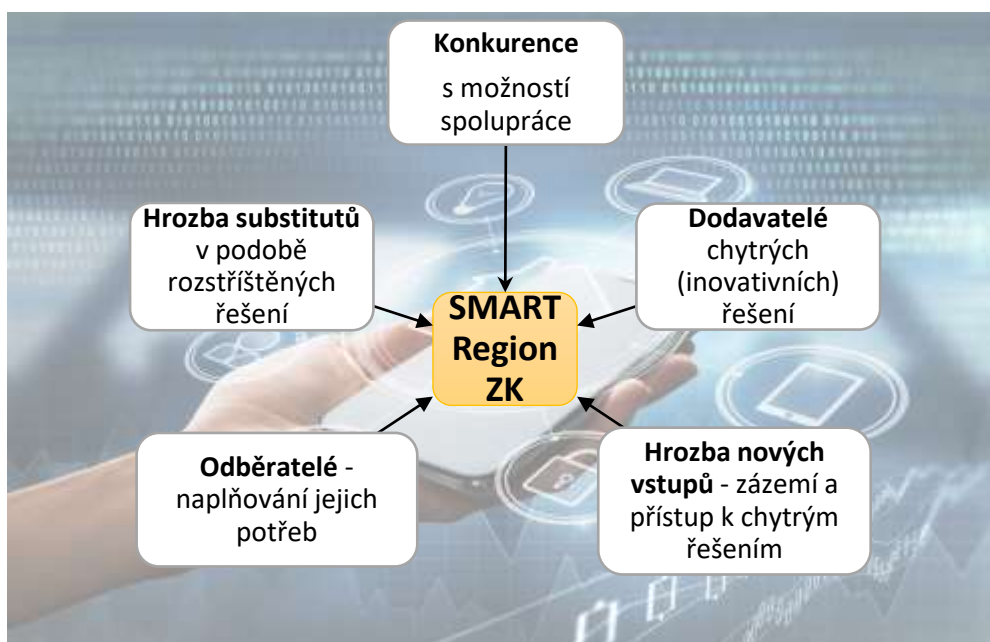 Konkurence
s možností
spolupráce
Hrozba substitutů
v podobě
rozstříštěných
řešení
Dodavatelé
chytrých
(inovativních)
řešení
SMART
Region
ZK
Odběratelé -
naplňování jejich
potřeb
Hrozba nových
vstupů - zázemí a
přístup k chytrým
řešením